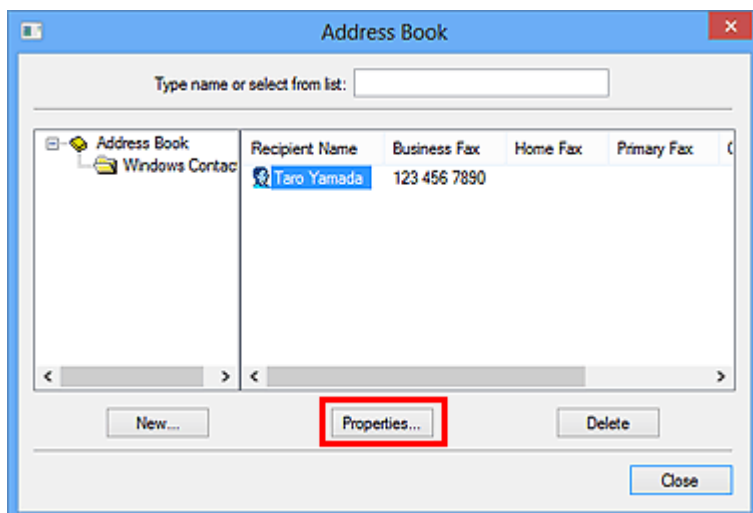 Address Book
Type name or select from list:
Address Book
Windows Contac
Recipient Name Business Fax Home Fax Primary Fax
Taro Yamada 123 456 7890
New... Properties... Delete
Close